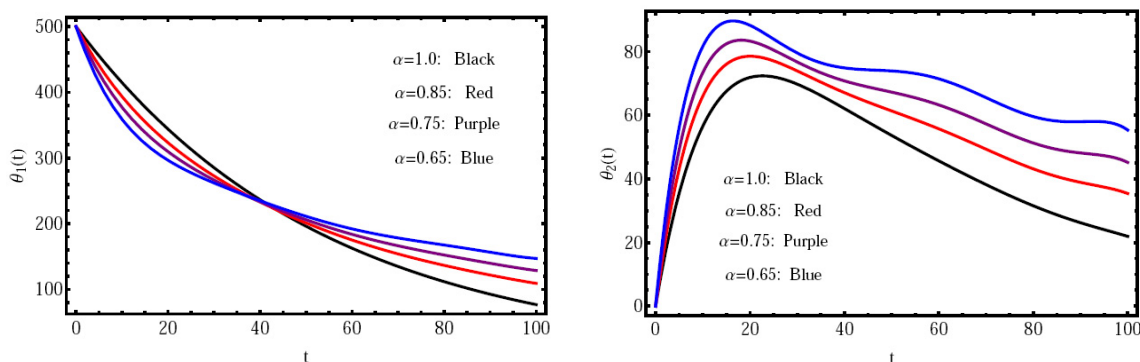 500
400
300
200
100
θ₁(t)
α=1.0: Black
α=0.85: Red
α=0.75: Purple
α=0.65: Blue
0 20 40 60 80 100
t
80
60
40
20
0
θ₂(t)
α=1.0: Black
α=0.85: Red
α=0.75: Purple
α=0.65: Blue
0 20 40 60 80 100
t